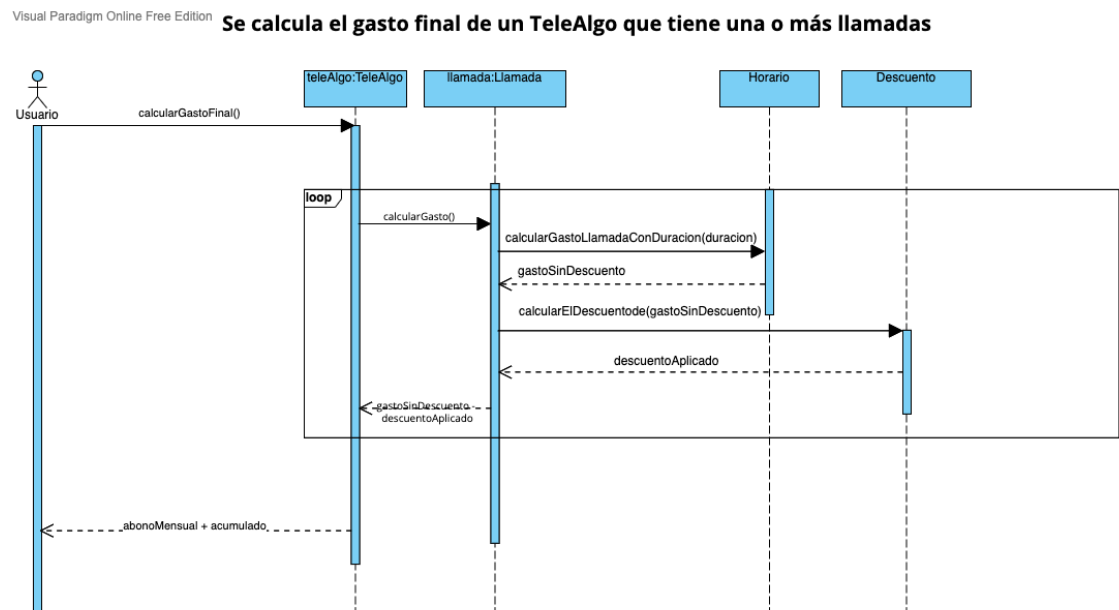 Visual Paradigm Online Free Edition
Se calcula el gasto final de un TeleAlgo que tiene una o más llamadas
Usuario
teleAlgo:TeleAlgo
llamada:Llamada
Horario
Descuento
calcularGastoFinal()
loop
calcularGasto()
calcularGastoLlamadaConDuracion(duracion)
gastoSinDescuento
calcularElDescuentode(gastoSinDescuento)
descuentoAplicado
gastoSinDescuento -
descuentoAplicado
abonoMensual + acumulado